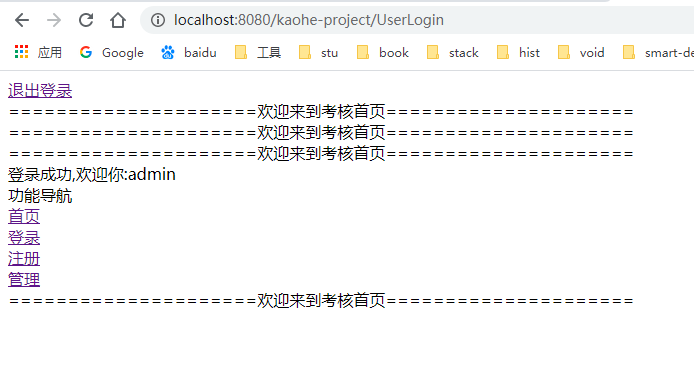 localhost:8080/kaohe-project/UserLogin
应用 Google baidu 工具 stu book stack hist void smart-de
退出登录
=====================欢迎来到考核首页=====================
=====================欢迎来到考核首页=====================
=====================欢迎来到考核首页=====================
登录成功,欢迎你:admin
功能导航
首页
登录
注册
管理
=====================欢迎来到考核首页=====================